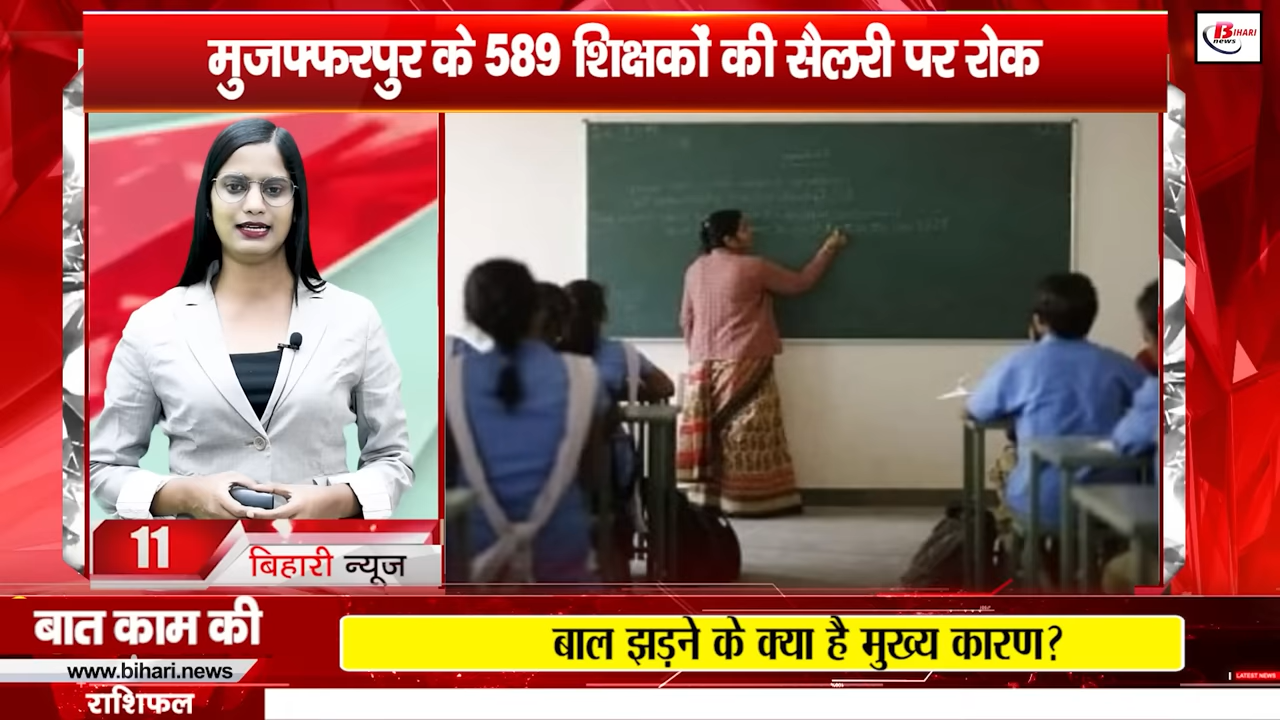 मुजफ्फरपुर के 589 शिक्षकों की सैलरी पर रोक
BIHARI
news
11
बिहारी न्यूज
बात काम की
बाल झड़ने के क्या है मुख्य कारण?
www.bihari.news
LATEST NEWS
राशिफल